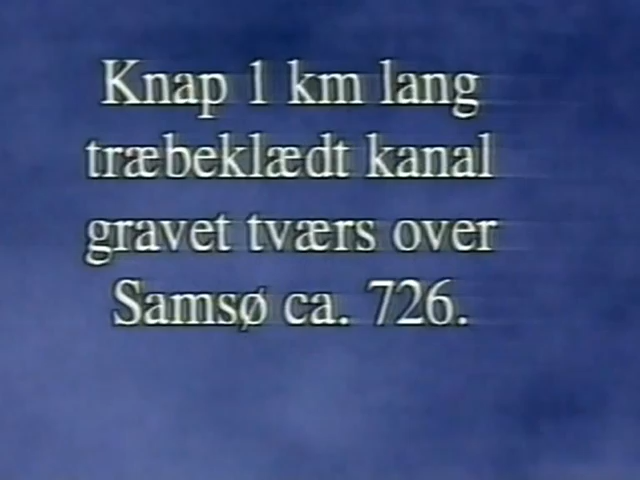 Knap 1 km lang
træbeklædt kanal
gravet tværs over
Samsø ca. 726.